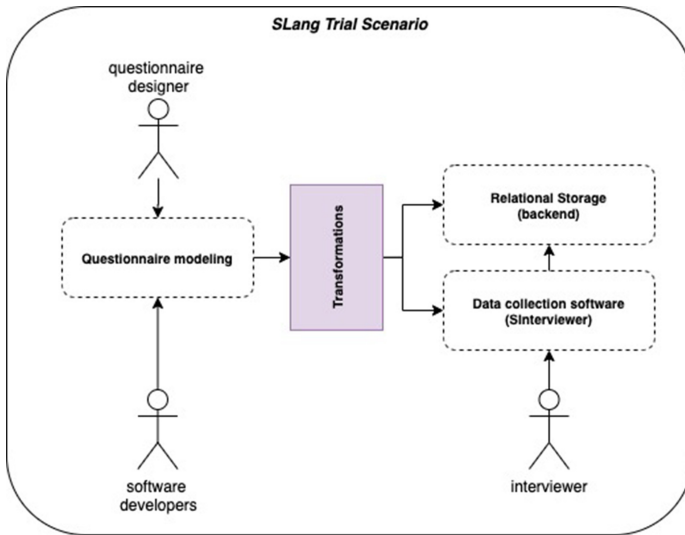 SLang Trial Scenario
questionnaire
designer
Questionnaire modeling
Transformations
Relational Storage
(backend)
Data collection software
(SInterviewer)
software
developers
interviewer